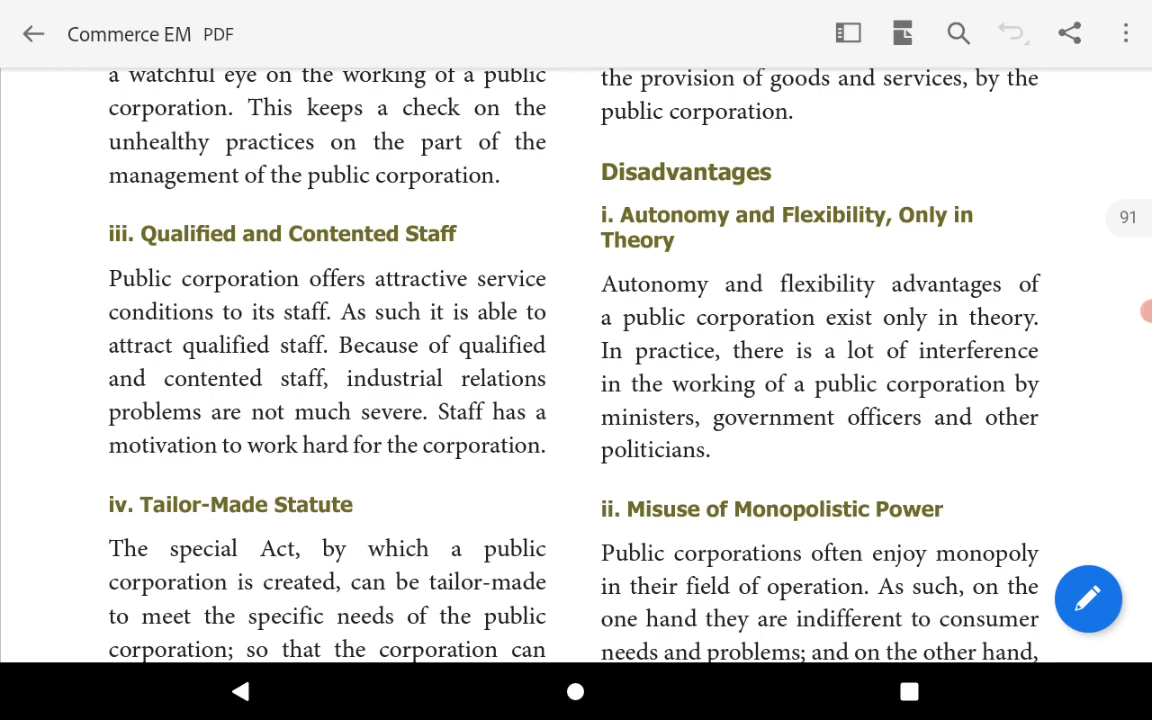 Commerce EM PDF
a watchful eye on the working of a public
corporation. This keeps a check on the
unhealthy practices on the part of the
management of the public corporation.
iii. Qualified and Contented Staff
Public corporation offers attractive service
conditions to its staff. As such it is able to
attract qualified staff. Because of qualified
and contented staff, industrial relations
problems are not much severe. Staff has a
motivation to work hard for the corporation.
iv. Tailor-Made Statute
The special Act, by which a public
corporation is created, can be tailor-made
to meet the specific needs of the public
corporation; so that the corporation can
the provision of goods and services, by the
public corporation.
Disadvantages
i. Autonomy and Flexibility, Only in
Theory
Autonomy and flexibility advantages of
a public corporation exist only in theory.
In practice, there is a lot of interference
in the working of a public corporation by
ministers, government officers and other
politicians.
ii. Misuse of Monopolistic Power
Public corporations often enjoy monopoly
in their field of operation. As such, on the
one hand they are indifferent to consumer
needs and problems; and on the other hand,
91